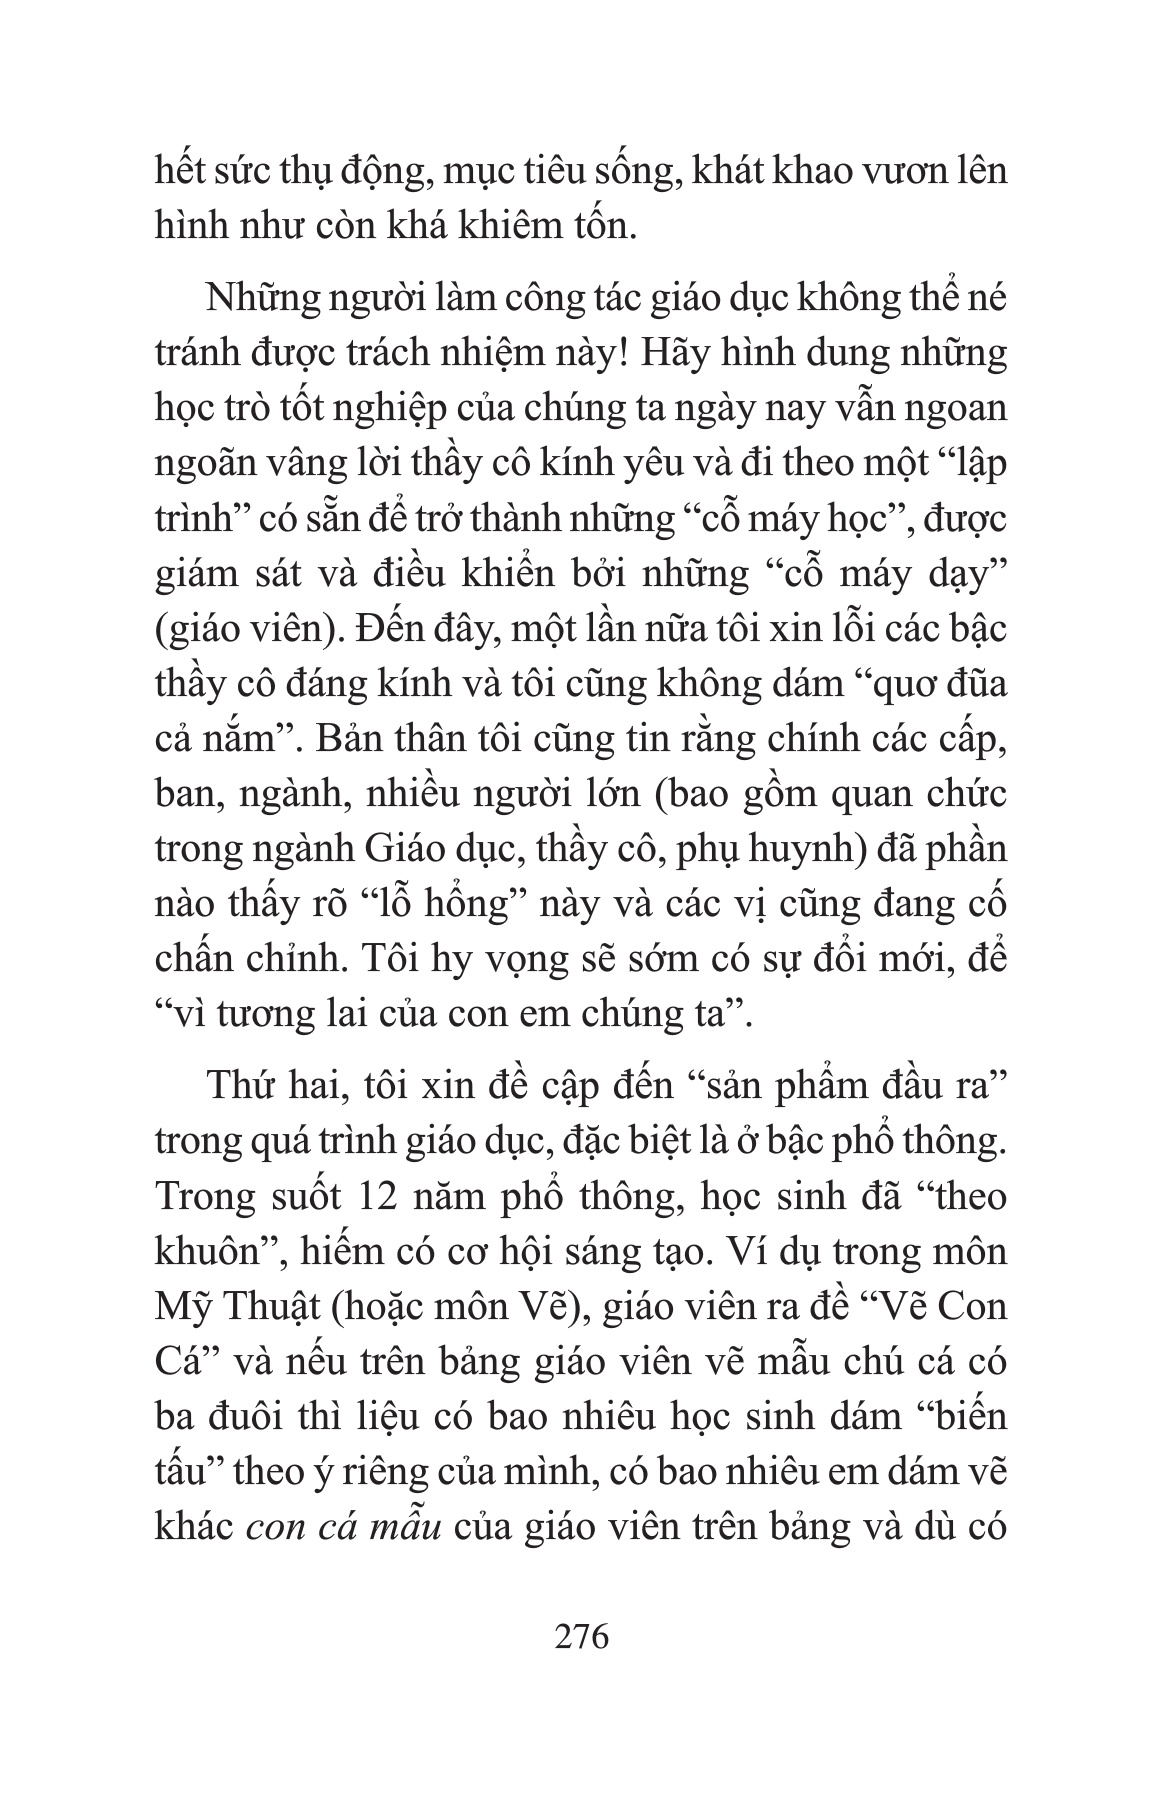 hết sức thụ động, mục tiêu sống, khát khao vươn lên
hình như còn khá khiêm tốn.
Những người làm công tác giáo dục không thể né
tránh được trách nhiệm này! Hãy hình dung những
học trò tốt nghiệp của chúng ta ngày nay vẫn ngoan
ngoãn vâng lời thầy cô kính yêu và đi theo một “lập
trình” có sẵn để trở thành những “cỗ máy học”, được
giám sát và điều khiển bởi những “cỗ máy dạy”
(giáo viên). Đến đây, một lần nữa tôi xin lỗi các bậc
thầy cô đáng kính và tôi cũng không dám “quơ đũa
cả nắm”. Bản thân tôi cũng tin rằng chính các cấp,
ban, ngành, nhiều người lớn (bao gồm quan chức
trong ngành Giáo dục, thầy cô, phụ huynh) đã phần
nào thấy rõ “lỗ hổng” này và các vị cũng đang cố
chấn chỉnh. Tôi hy vọng sẽ sớm có sự đổi mới, để
“vì tương lai của con em chúng ta”.
Thứ hai, tôi xin đề cập đến “sản phẩm đầu ra”
trong quá trình giáo dục, đặc biệt là ở bậc phổ thông.
Trong suốt 12 năm phổ thông, học sinh đã “theo
khuôn”, hiếm có cơ hội sáng tạo. Ví dụ trong môn
Mỹ Thuật (hoặc môn Vẽ), giáo viên ra đề “Vẽ Con
Cá” và nếu trên bảng giáo viên vẽ mẫu chú cá có
ba đuôi thì liệu có bao nhiêu học sinh dám “biến
tấu” theo ý riêng của mình, có bao nhiêu em dám vẽ
khác con cá mẫu của giáo viên trên bảng và dù có
276